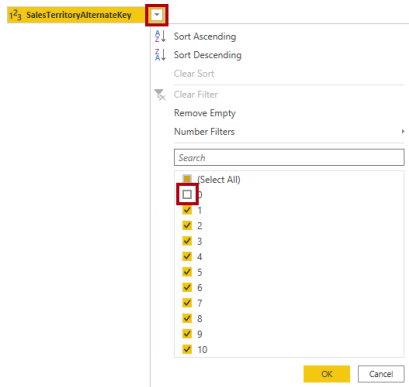 1²3 SalesTerritoryAlternateKey
A Z Sort Ascending
Z A Sort Descending
Clear Sort
Clear Filter
Remove Empty
Number Filters
Search
(Select All)
0
1
2
3
4
5
6
7
8
9
10
OK Cancel